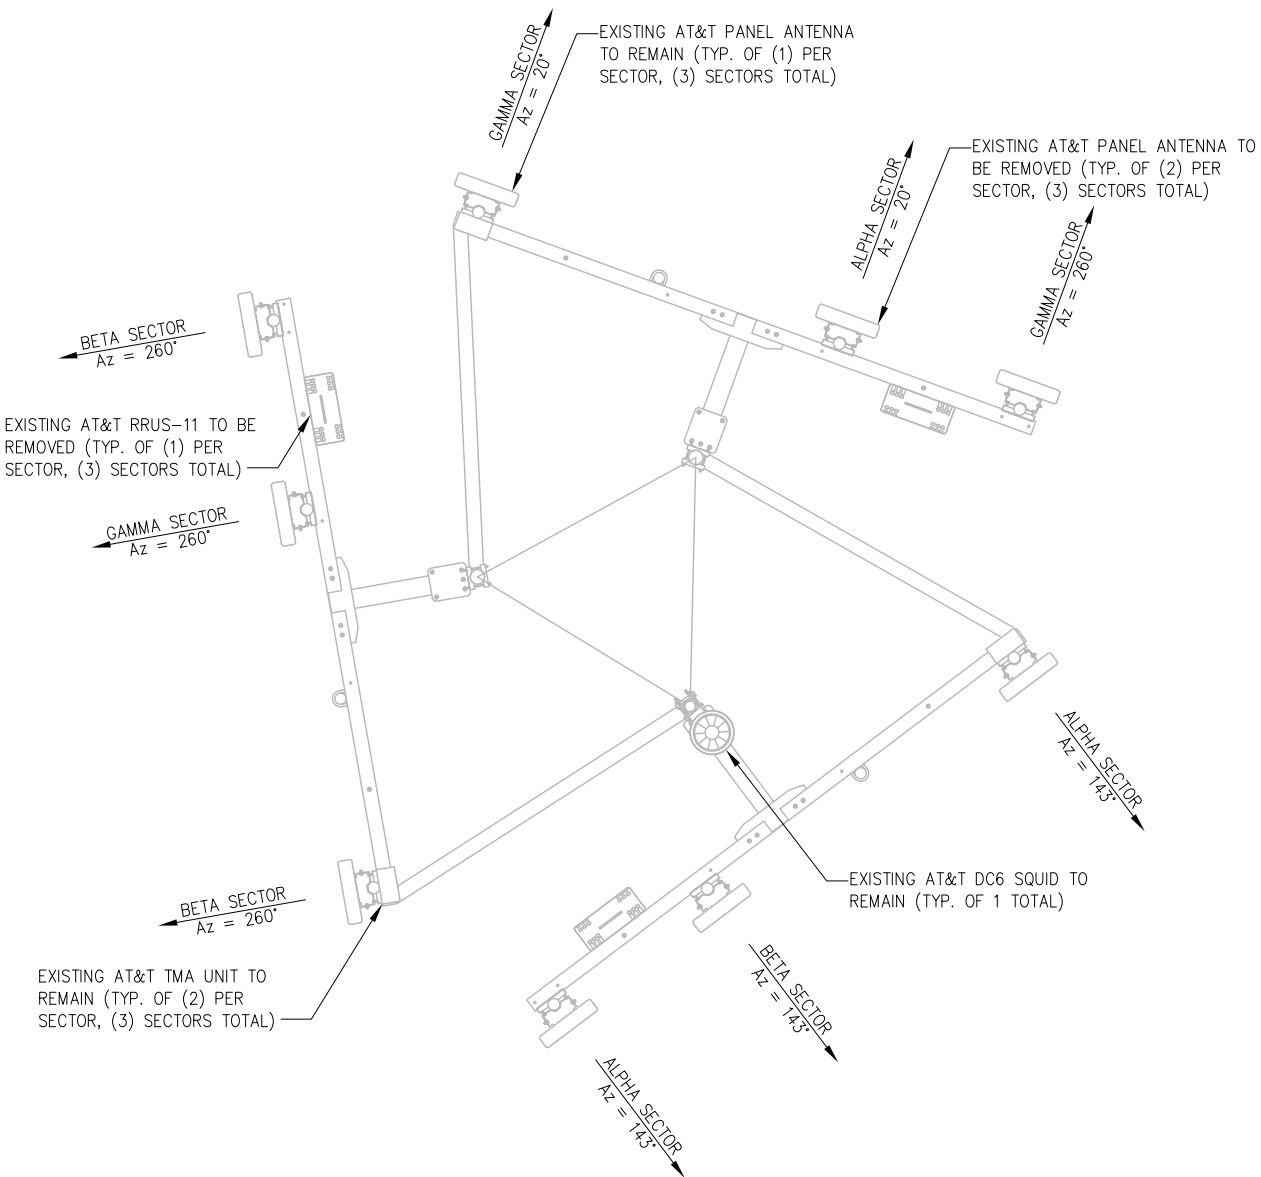 EXISTING AT&T PANEL ANTENNA
TO REMAIN (TYP. OF (1) PER
SECTOR, (3) SECTORS TOTAL)
GAMMA SECTOR
Az = 20°
EXISTING AT&T PANEL ANTENNA TO
BE REMOVED (TYP. OF (2) PER
SECTOR, (3) SECTORS TOTAL)
ALPHA SECTOR
Az = 20°
GAMMA SECTOR
Az = 260°
BETA SECTOR
Az = 260°
EXISTING AT&T RRUS-11 TO BE
REMOVED (TYP. OF (1) PER
SECTOR, (3) SECTORS TOTAL)
GAMMA SECTOR
Az = 260°
ALPHA SECTOR
Az = 143°
EXISTING AT&T DC6 SQUID TO
REMAIN (TYP. OF 1 TOTAL)
BETA SECTOR
Az = 260°
EXISTING AT&T TMA UNIT TO
REMAIN (TYP. OF (2) PER
SECTOR, (3) SECTORS TOTAL)
BETA SECTOR
Az = 143°
ALPHA SECTOR
Az = 143°